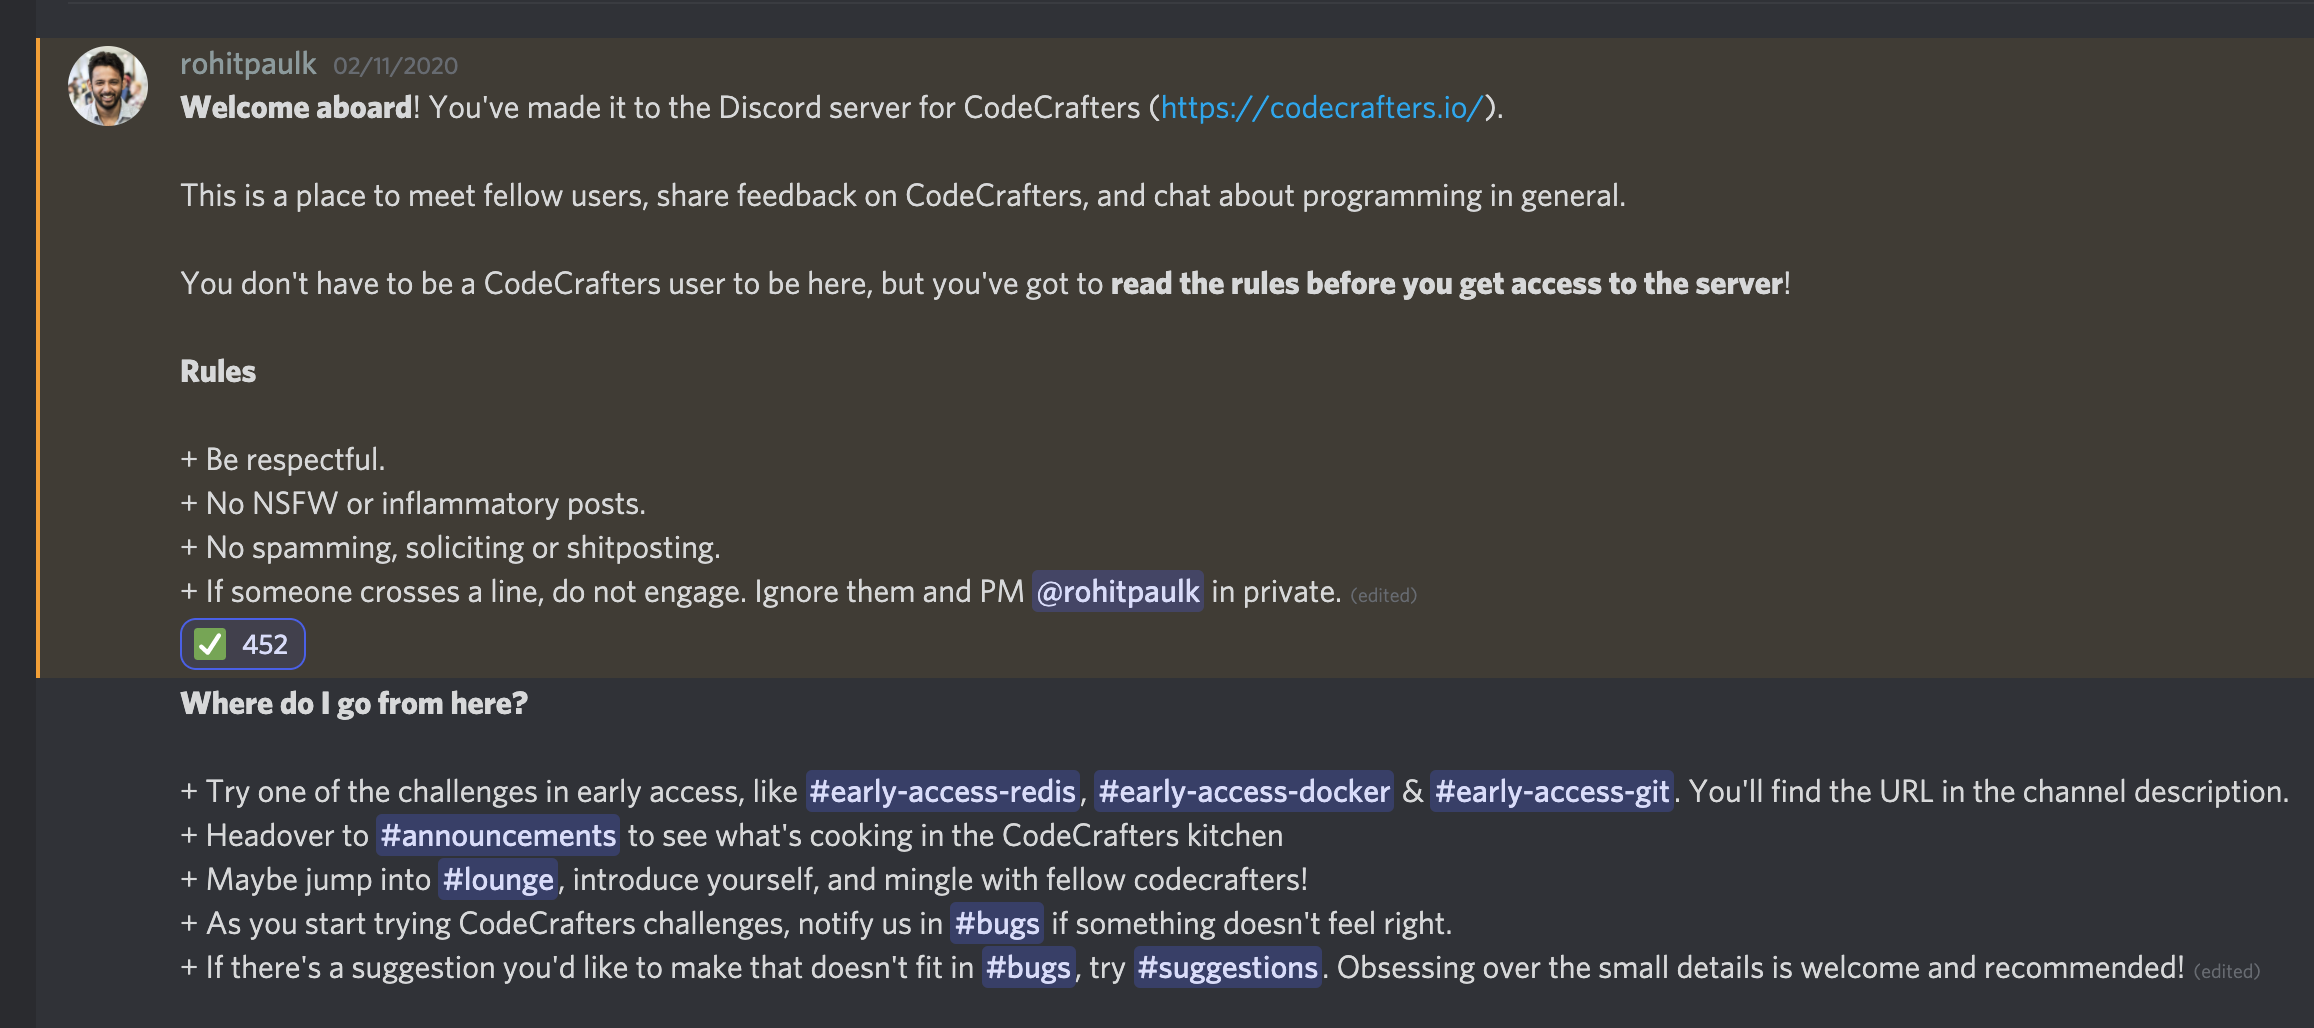 rohitpaulk 02/11/2020
Welcome aboard! You've made it to the Discord server for CodeCrafters (https://codecrafters.io/).
This is a place to meet fellow users, share feedback on CodeCrafters, and chat about programming in general.
You don't have to be a CodeCrafters user to be here, but you've got to read the rules before you get access to the server!
Rules
+ Be respectful.
+ No NSFW or inflammatory posts.
+ No spamming, soliciting or shitposting.
+ If someone crosses a line, do not engage. Ignore them and PM @rohitpaulk in private. (edited)
✅ 452
Where do I go from here?
+ Try one of the challenges in early access, like #early-access-redis, #early-access-docker & #early-access-git. You'll find the URL in the channel description.
+ Headover to #announcements to see what's cooking in the CodeCrafters kitchen
+ Maybe jump into #lounge, introduce yourself, and mingle with fellow codecrafters!
+ As you start trying CodeCrafters challenges, notify us in #bugs if something doesn't feel right.
+ If there's a suggestion you'd like to make that doesn't fit in #bugs, try #suggestions. Obsessing over the small details is welcome and recommended! (edited)